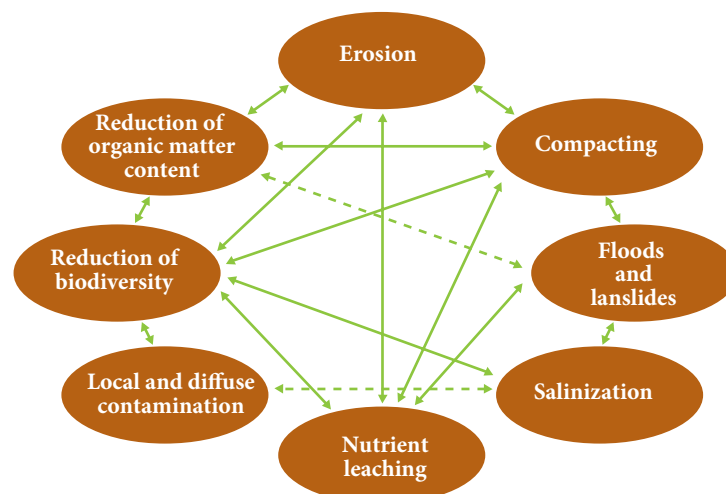 Erosion
Reduction of
organic matter
content
Compacting
Reduction of
biodiversity
Floods
and
lanslides
Local and diffuse
contamination
Salinization
Nutrient
leaching